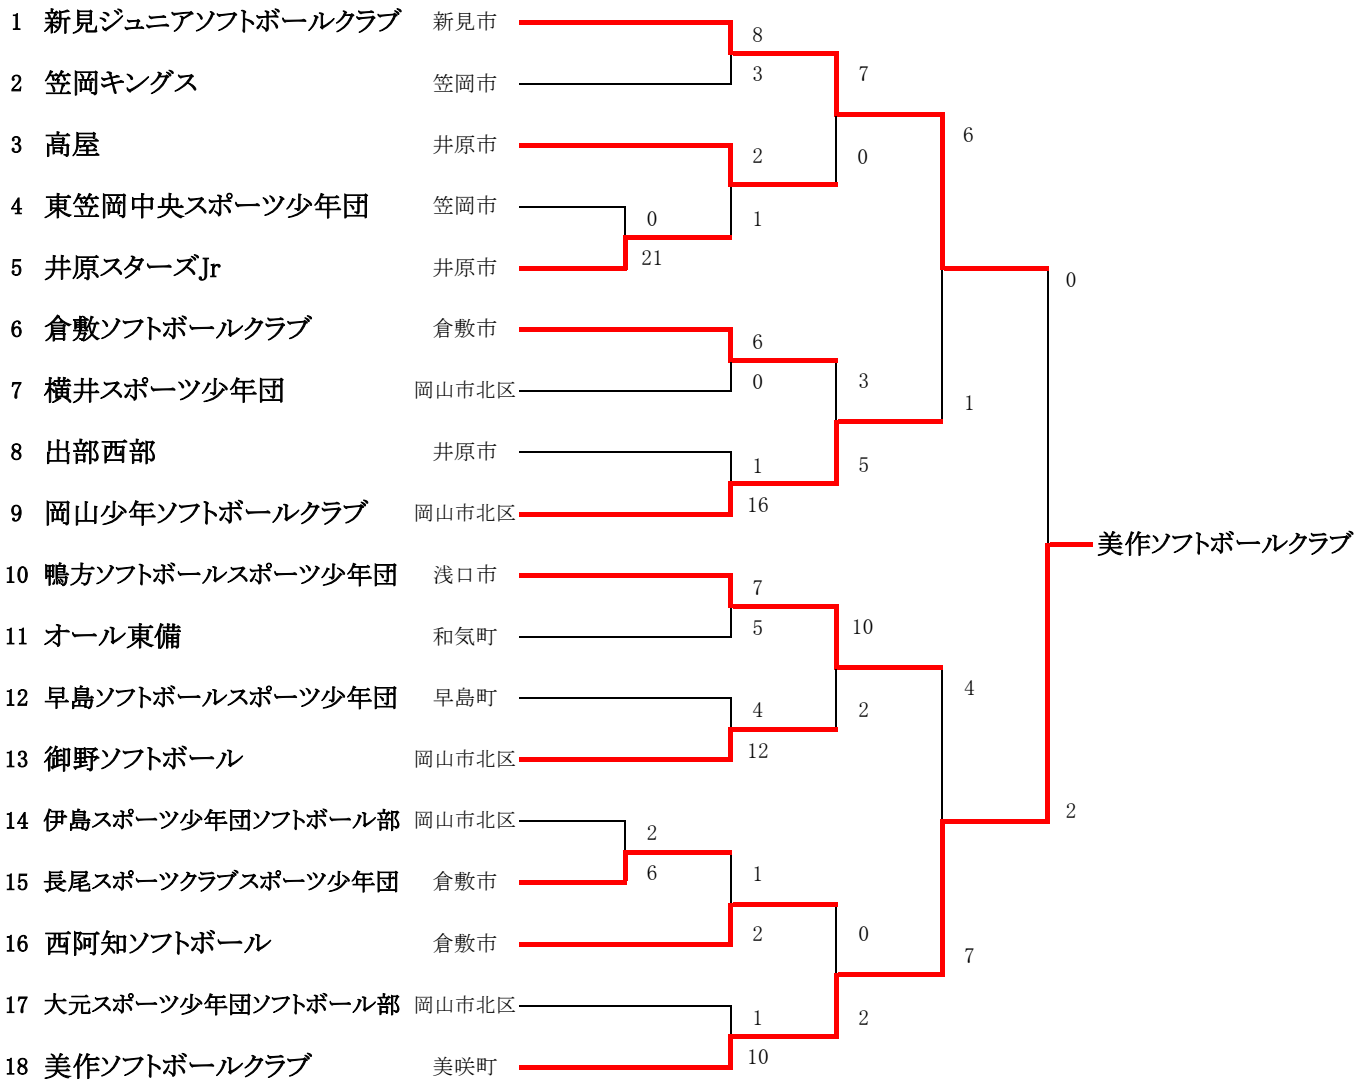 1 新見ジュニアソフトボールクラブ 新見市
8
2 笠岡キングス 笠岡市
3
7
3 高屋 井原市
2
0
6
4 東笠岡中央スポーツ少年団 笠岡市
0
1
5 井原スターズJr 井原市
21
0
6 倉敷ソフトボールクラブ 倉敷市
6
7 横井スポーツ少年団 岡山市北区
0
3
1
8 出部西部 井原市
1
5
9 岡山少年ソフトボールクラブ 岡山市北区
16
美作ソフトボールクラブ
10 鴨方ソフトボールスポーツ少年団 浅口市
7
11 オール東備 和気町
5
10
12 早島ソフトボールスポーツ少年団 早島町
4
2
4
13 御野ソフトボール 岡山市北区
12
14 伊島スポーツ少年団ソフトボール部 岡山市北区
2
2
15 長尾スポーツクラブスポーツ少年団 倉敷市
6
1
16 西阿知ソフトボール 倉敷市
2
0
7
17 大元スポーツ少年団ソフトボール部 岡山市北区
1
2
18 美作ソフトボールクラブ 美咲町
10